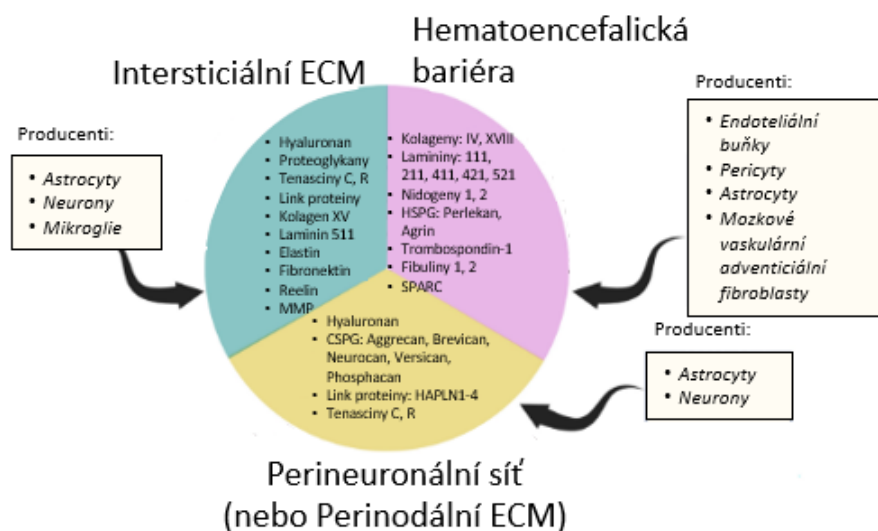 Intersticiální ECM
Hematoencefalická
bariéra
Producenti:
• Astrocyty
• Neurony
• Mikroglie
• Hyaluronan
• Proteoglykany
• Tenasciny C, R
• Link proteiny
• Kolagen XV
• Laminin 511
• Elastin
• Fibronektin
• Reelin
• MMP
• Kolageny: IV, XVIII
• Lamininy: 111,
211, 411, 421, 521
• Nidogeny 1, 2
• HSPG: Perlekan,
Agrin
• Trombospondin-1
• Fibuliny 1, 2
• SPARC
Producenti:
• Endoteliální
buňky
• Pericyty
• Astrocyty
• Mozkové
vaskulární
adventiciální
fibroblasty
• Hyaluronan
• CSPG: Aggrecan, Brevican,
Neurocan, Versican,
Phosphacan
• Link proteiny: HAPLN1-4
• Tenasciny C, R
Producenti:
• Astrocyty
• Neurony
Perineuronální síť
(nebo Perinodální ECM)